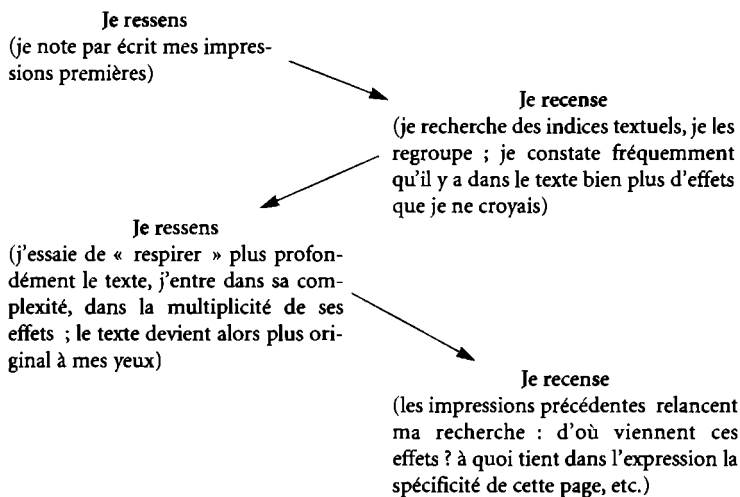 Je ressens
(je note par écrit mes impres-
sions premières)
Je recense
(je recherche des indices textuels, je les
regroupe ; je constate fréquemment
qu'il y a dans le texte bien plus d'effets
que je ne croyais)
Je ressens
(j'essaie de « respirer » plus profon-
dément le texte, j'entre dans sa com-
plexité, dans la multiplicité de ses
effets ; le texte devient alors plus ori-
ginal à mes yeux)
Je recense
(les impressions précédentes relancent
ma recherche : d'où viennent ces
effets ? à quoi tient dans l'expression la
spécificité de cette page, etc.)